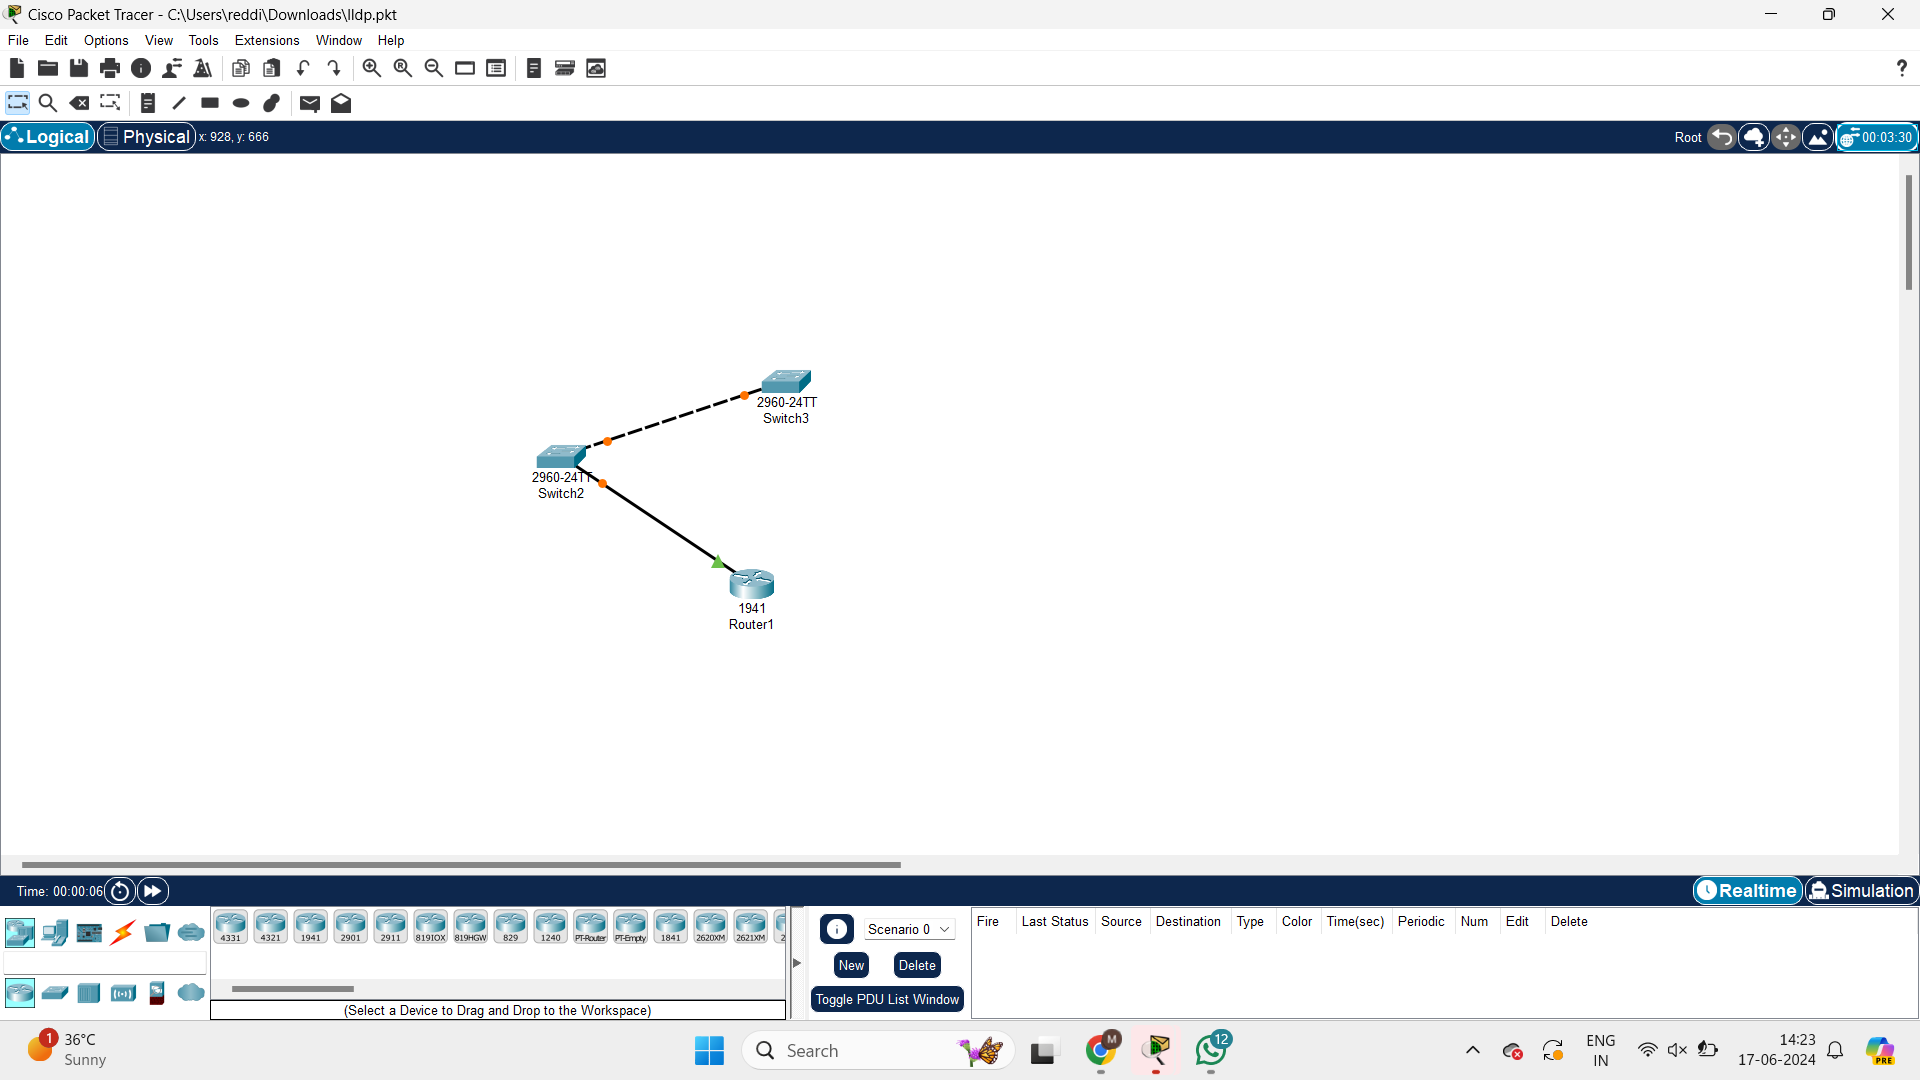 Cisco Packet Tracer - C:\Users\reddi\Downloads\lldp.pkt
File Edit Options View Tools Extensions Window Help
?
Logical Physical x: 928, y: 666 Root 00:03:30
2960-24TT
Switch3
2960-24TT
Switch2
1941
Router1
Time: 00:00:06 Realtime Simulation
4331 4321 1941 2901 2911 819IOX 819HGW 829 1240 PT-Router PT-Empty 1841 2620XM 2621XM 2
(Select a Device to Drag and Drop to the Workspace)
Scenario 0
New Delete
Toggle PDU List Window
Fire Last Status Source Destination Type Color Time(sec) Periodic Num Edit Delete
1 36°C
Sunny
Search
M
12
ENG
IN
14:23
17-06-2024
PRE